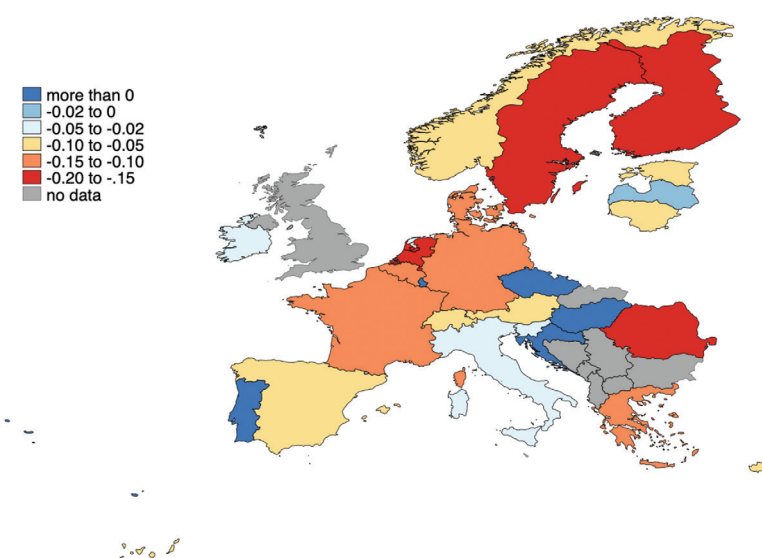 more than 0
-0.02 to 0
-0.05 to -0.02
-0.10 to -0.05
-0.15 to -0.10
-0.20 to -.15
no data